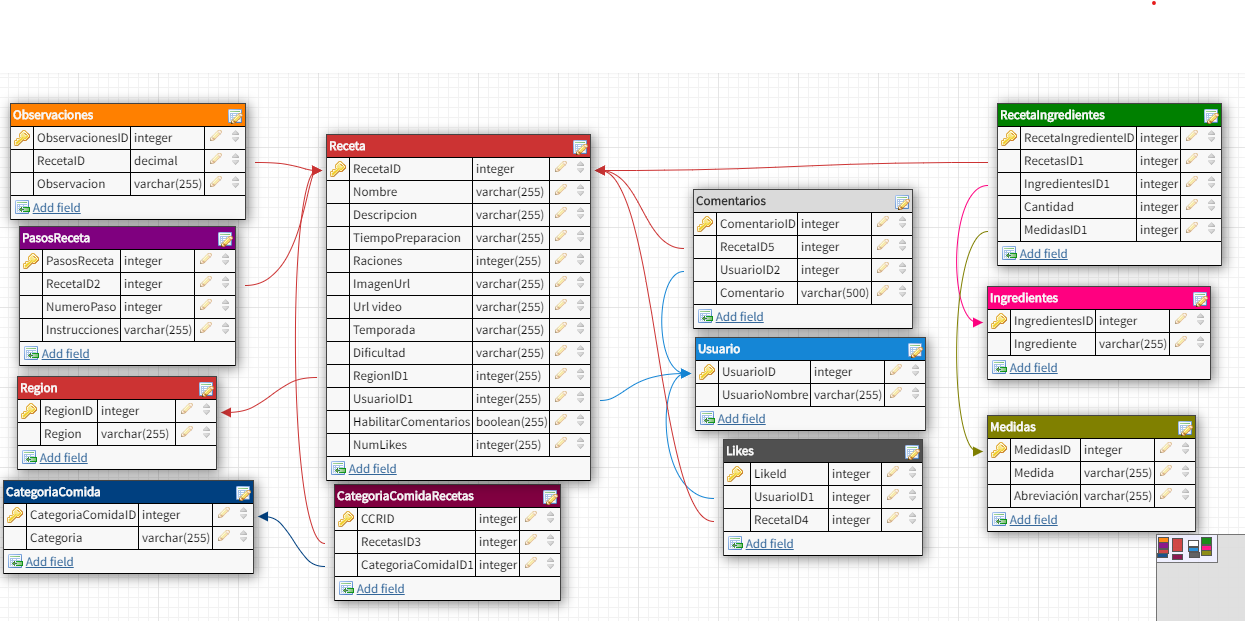 Observaciones
ObservacionesID integer
RecetaID decimal
Observacion varchar(255)
Add field
PasosReceta
PasosReceta integer
RecetaID2 integer
NumeroPaso integer
Instrucciones varchar(255)
Add field
Region
RegionID integer
Region varchar(255)
Add field
CategoriaComida
CategoriaComidaID integer
Categoria varchar(255)
Add field
Receta
RecetaID integer
Nombre varchar(255)
Descripcion varchar(255)
TiempoPreparacion varchar(255)
Raciones integer(255)
ImagenUrl varchar(255)
Url video varchar(255)
Temporada varchar(255)
Dificultad varchar(255)
RegionID1 integer(255)
UsuarioID1 integer(255)
HabilitarComentarios boolean(255)
NumLikes integer(255)
Add field
CategoriaComidaRecetas
CCRID integer
RecetasID3 integer
CategoriaComidaID1 integer
Add field
Comentarios
ComentarioID integer
RecetaID5 integer
UsuarioID2 integer
Comentario varchar(500)
Add field
Usuario
UsuarioID integer
UsuarioNombre varchar(255)
Add field
Likes
LikeId integer
UsuarioID1 integer
RecetaID4 integer
Add field
RecetaIngredientes
RecetaIngredienteID integer
RecetasID1 integer
IngredientesID1 integer
Cantidad integer
MedidasID1 integer
Add field
Ingredientes
IngredientesID integer
Ingrediente varchar(255)
Add field
Medidas
MedidasID integer
Medida varchar(255)
Abreviación varchar(255)
Add field